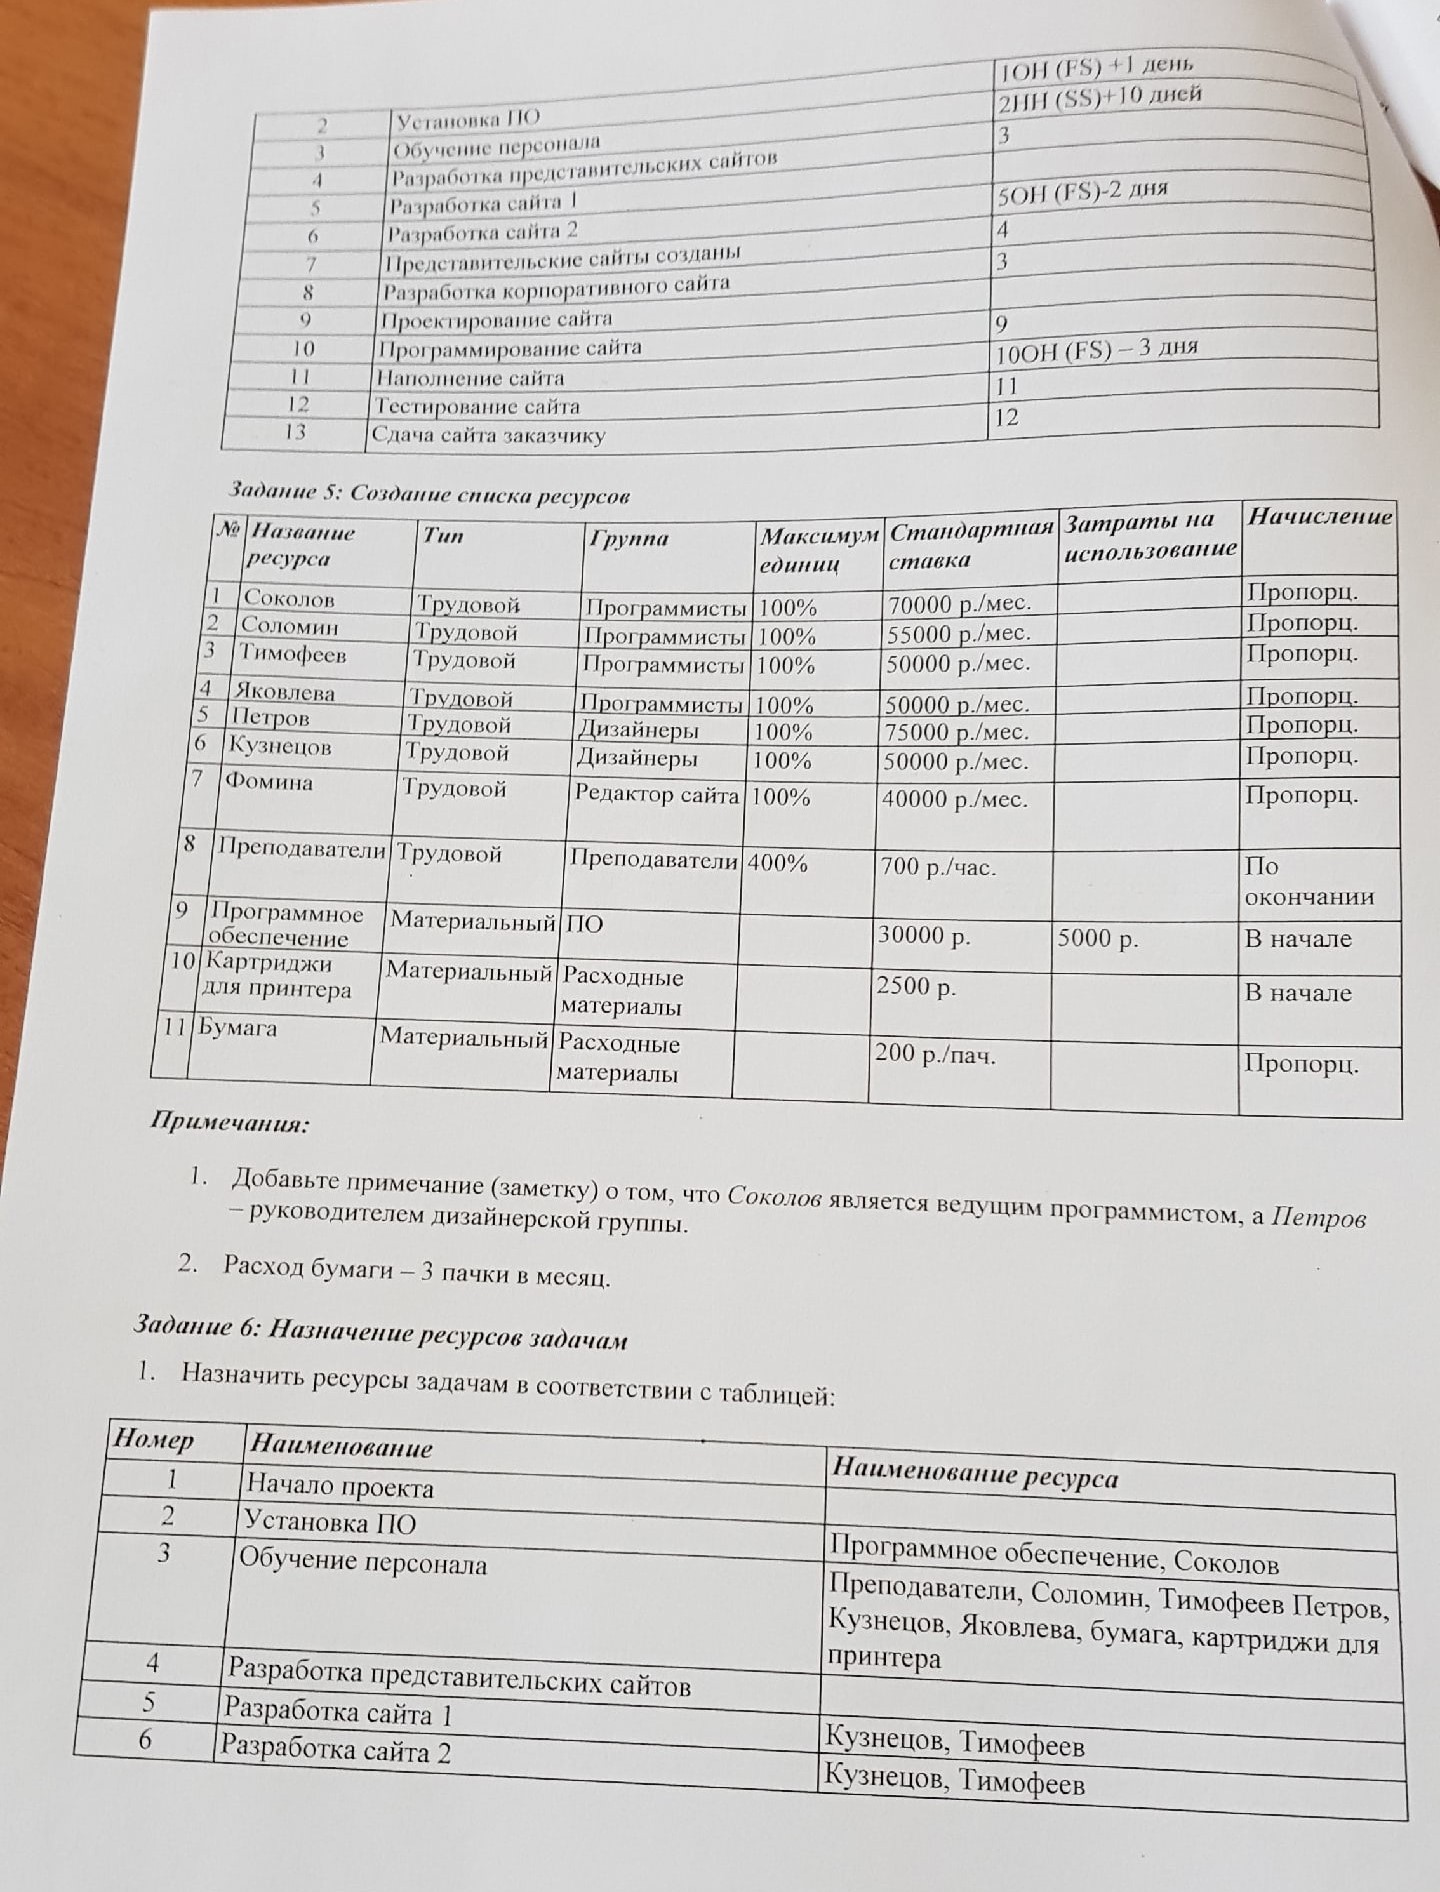 2 Установка ПО 1ОН (FS) +1 день
3 Обучение персонала 2НН (SS)+10 дней
4 Разработка представительских сайтов 3
5 Разработка сайта 1
6 Разработка сайта 2 5ОН (FS)-2 дня
7 Представительские сайты созданы 4
8 Разработка корпоративного сайта 3
9 Проектирование сайта
10 Программирование сайта 9
11 Наполнение сайта 10ОН (FS) – 3 дня
12 Тестирование сайта 11
13 Сдача сайта заказчику 12
Задание 5: Создание списка ресурсов
№ Название Тип Группа Максимум Стандартная Затраты на Начисление
ресурса единиц ставка использование
1 Соколов Трудовой Программисты 100% 70000 р./мес. Пропорц.
2 Соломин Трудовой Программисты 100% 55000 р./мес. Пропорц.
3 Тимофеев Трудовой Программисты 100% 50000 р./мес. Пропорц.
4 Яковлева Трудовой Программисты 100% 50000 р./мес. Пропорц.
5 Петров Трудовой Дизайнеры 100% 75000 р./мес. Пропорц.
6 Кузнецов Трудовой Дизайнеры 100% 50000 р./мес. Пропорц.
7 Фомина Трудовой Редактор сайта 100% 40000 р./мес. Пропорц.
8 Преподаватели Трудовой Преподаватели 400% 700 р./час. По
окончании
9 Программное Материальный ПО 30000 р. 5000 р. В начале
обеспечение
10 Картриджи Материальный Расходные 2500 р. В начале
для принтера материалы
11 Бумага Материальный Расходные 200 р./пач. Пропорц.
материалы
Примечания:
1. Добавьте примечание (заметку) о том, что Соколов является ведущим программистом, а Петров
– руководителем дизайнерской группы.
2. Расход бумаги – 3 пачки в месяц.
Задание 6: Назначение ресурсов задачам
1. Назначить ресурсы задачам в соответствии с таблицей:
Номер Наименование Наименование ресурса
1 Начало проекта
2 Установка ПО Программное обеспечение, Соколов
3 Обучение персонала Преподаватели, Соломин, Тимофеев Петров,
Кузнецов, Яковлева, бумага, картриджи для
принтера
4 Разработка представительских сайтов
5 Разработка сайта 1 Кузнецов, Тимофеев
6 Разработка сайта 2 Кузнецов, Тимофеев